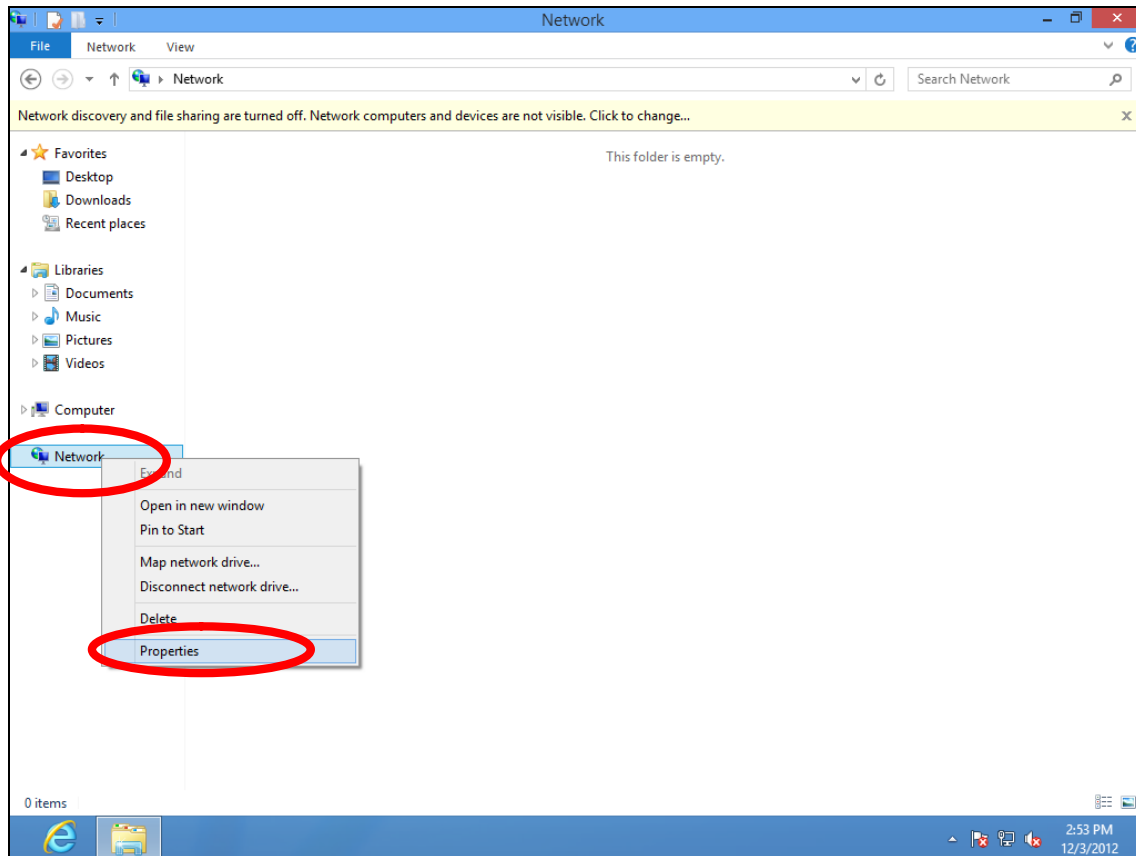 Network
File Network View
Network
Search Network
Network discovery and file sharing are turned off. Network computers and devices are not visible. Click to change...
This folder is empty.
Favorites
Desktop
Downloads
Recent places
Libraries
Documents
Music
Pictures
Videos
Computer
Network
Expand
Open in new window
Pin to Start
Map network drive...
Disconnect network drive...
Delete
Properties
0 items
2:53 PM
12/3/2012